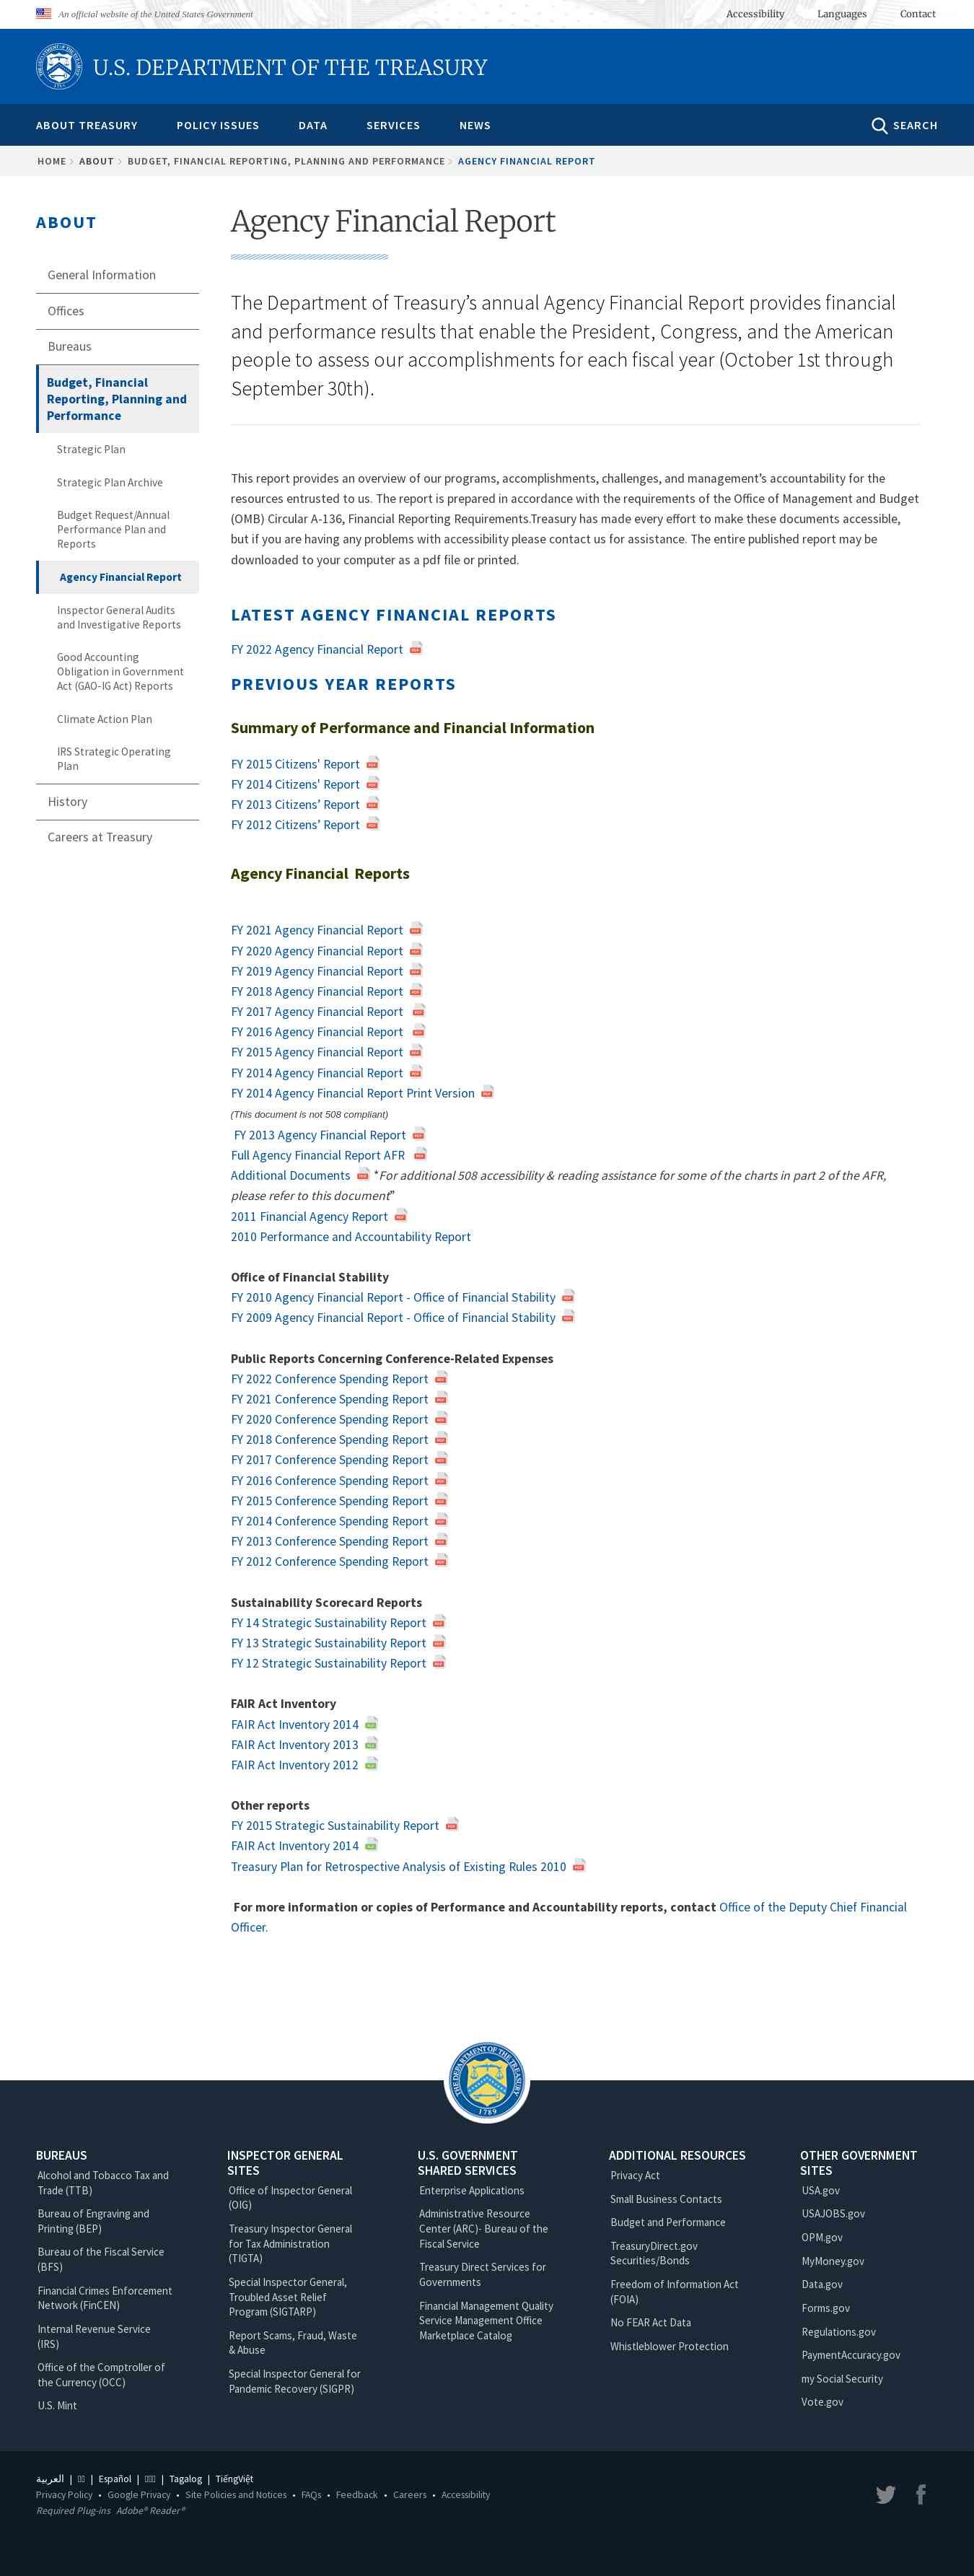 An official website of the United States Government
Accessibility Languages Contact
U.S. DEPARTMENT OF THE TREASURY
ABOUT TREASURY POLICY ISSUES DATA SERVICES NEWS SEARCH
HOME ABOUT BUDGET, FINANCIAL REPORTING, PLANNING AND PERFORMANCE AGENCY FINANCIAL REPORT
ABOUT
General Information
Offices
Bureaus
Budget, Financial
Reporting, Planning and
Performance
Strategic Plan
Strategic Plan Archive
Budget Request/Annual
Performance Plan and
Reports
Agency Financial Report
Inspector General Audits
and Investigative Reports
Good Accounting
Obligation in Government
Act (GAO-IG Act) Reports
Climate Action Plan
IRS Strategic Operating
Plan
History
Careers at Treasury
Agency Financial Report
The Department of Treasury’s annual Agency Financial Report provides financial
and performance results that enable the President, Congress, and the American
people to assess our accomplishments for each fiscal year (October 1st through
September 30th).
This report provides an overview of our programs, accomplishments, challenges, and management’s accountability for the
resources entrusted to us. The report is prepared in accordance with the requirements of the Office of Management and Budget
(OMB) Circular A-136, Financial Reporting Requirements.Treasury has made every effort to make these documents accessible,
but if you are having any problems with accessibility please contact us for assistance. The entire published report may be
downloaded to your computer as a pdf file or printed.
LATEST AGENCY FINANCIAL REPORTS
FY 2022 Agency Financial Report
PREVIOUS YEAR REPORTS
Summary of Performance and Financial Information
FY 2015 Citizens' Report
FY 2014 Citizens' Report
FY 2013 Citizens’ Report
FY 2012 Citizens’ Report
Agency Financial Reports
FY 2021 Agency Financial Report
FY 2020 Agency Financial Report
FY 2019 Agency Financial Report
FY 2018 Agency Financial Report
FY 2017 Agency Financial Report
FY 2016 Agency Financial Report
FY 2015 Agency Financial Report
FY 2014 Agency Financial Report
FY 2014 Agency Financial Report Print Version
(This document is not 508 compliant)
FY 2013 Agency Financial Report
Full Agency Financial Report AFR
Additional Documents *For additional 508 accessibility & reading assistance for some of the charts in part 2 of the AFR,
please refer to this document”
2011 Financial Agency Report
2010 Performance and Accountability Report
Office of Financial Stability
FY 2010 Agency Financial Report - Office of Financial Stability
FY 2009 Agency Financial Report - Office of Financial Stability
Public Reports Concerning Conference-Related Expenses
FY 2022 Conference Spending Report
FY 2021 Conference Spending Report
FY 2020 Conference Spending Report
FY 2018 Conference Spending Report
FY 2017 Conference Spending Report
FY 2016 Conference Spending Report
FY 2015 Conference Spending Report
FY 2014 Conference Spending Report
FY 2013 Conference Spending Report
FY 2012 Conference Spending Report
Sustainability Scorecard Reports
FY 14 Strategic Sustainability Report
FY 13 Strategic Sustainability Report
FY 12 Strategic Sustainability Report
FAIR Act Inventory
FAIR Act Inventory 2014
FAIR Act Inventory 2013
FAIR Act Inventory 2012
Other reports
FY 2015 Strategic Sustainability Report
FAIR Act Inventory 2014
Treasury Plan for Retrospective Analysis of Existing Rules 2010
For more information or copies of Performance and Accountability reports, contact Office of the Deputy Chief Financial
Officer.
THE DEPARTMENT OF THE TREASURY
1789
BUREAUS
Alcohol and Tobacco Tax and
Trade (TTB)
Bureau of Engraving and
Printing (BEP)
Bureau of the Fiscal Service
(BFS)
Financial Crimes Enforcement
Network (FinCEN)
Internal Revenue Service
(IRS)
Office of the Comptroller of
the Currency (OCC)
U.S. Mint
INSPECTOR GENERAL
SITES
Office of Inspector General
(OIG)
Treasury Inspector General
for Tax Administration
(TIGTA)
Special Inspector General,
Troubled Asset Relief
Program (SIGTARP)
Report Scams, Fraud, Waste
& Abuse
Special Inspector General for
Pandemic Recovery (SIGPR)
U.S. GOVERNMENT
SHARED SERVICES
Enterprise Applications
Administrative Resource
Center (ARC)- Bureau of the
Fiscal Service
Treasury Direct Services for
Governments
Financial Management Quality
Service Management Office
Marketplace Catalog
ADDITIONAL RESOURCES
Privacy Act
Small Business Contacts
Budget and Performance
TreasuryDirect.gov
Securities/Bonds
Freedom of Information Act
(FOIA)
No FEAR Act Data
Whistleblower Protection
OTHER GOVERNMENT
SITES
USA.gov
USAJOBS.gov
OPM.gov
MyMoney.gov
Data.gov
Forms.gov
Regulations.gov
PaymentAccuracy.gov
my Social Security
Vote.gov
العربية | | Español | | Tagalog | TiếngViệt
Privacy Policy • Google Privacy • Site Policies and Notices • FAQs • Feedback • Careers • Accessibility
Required Plug-ins Adobe® Reader®